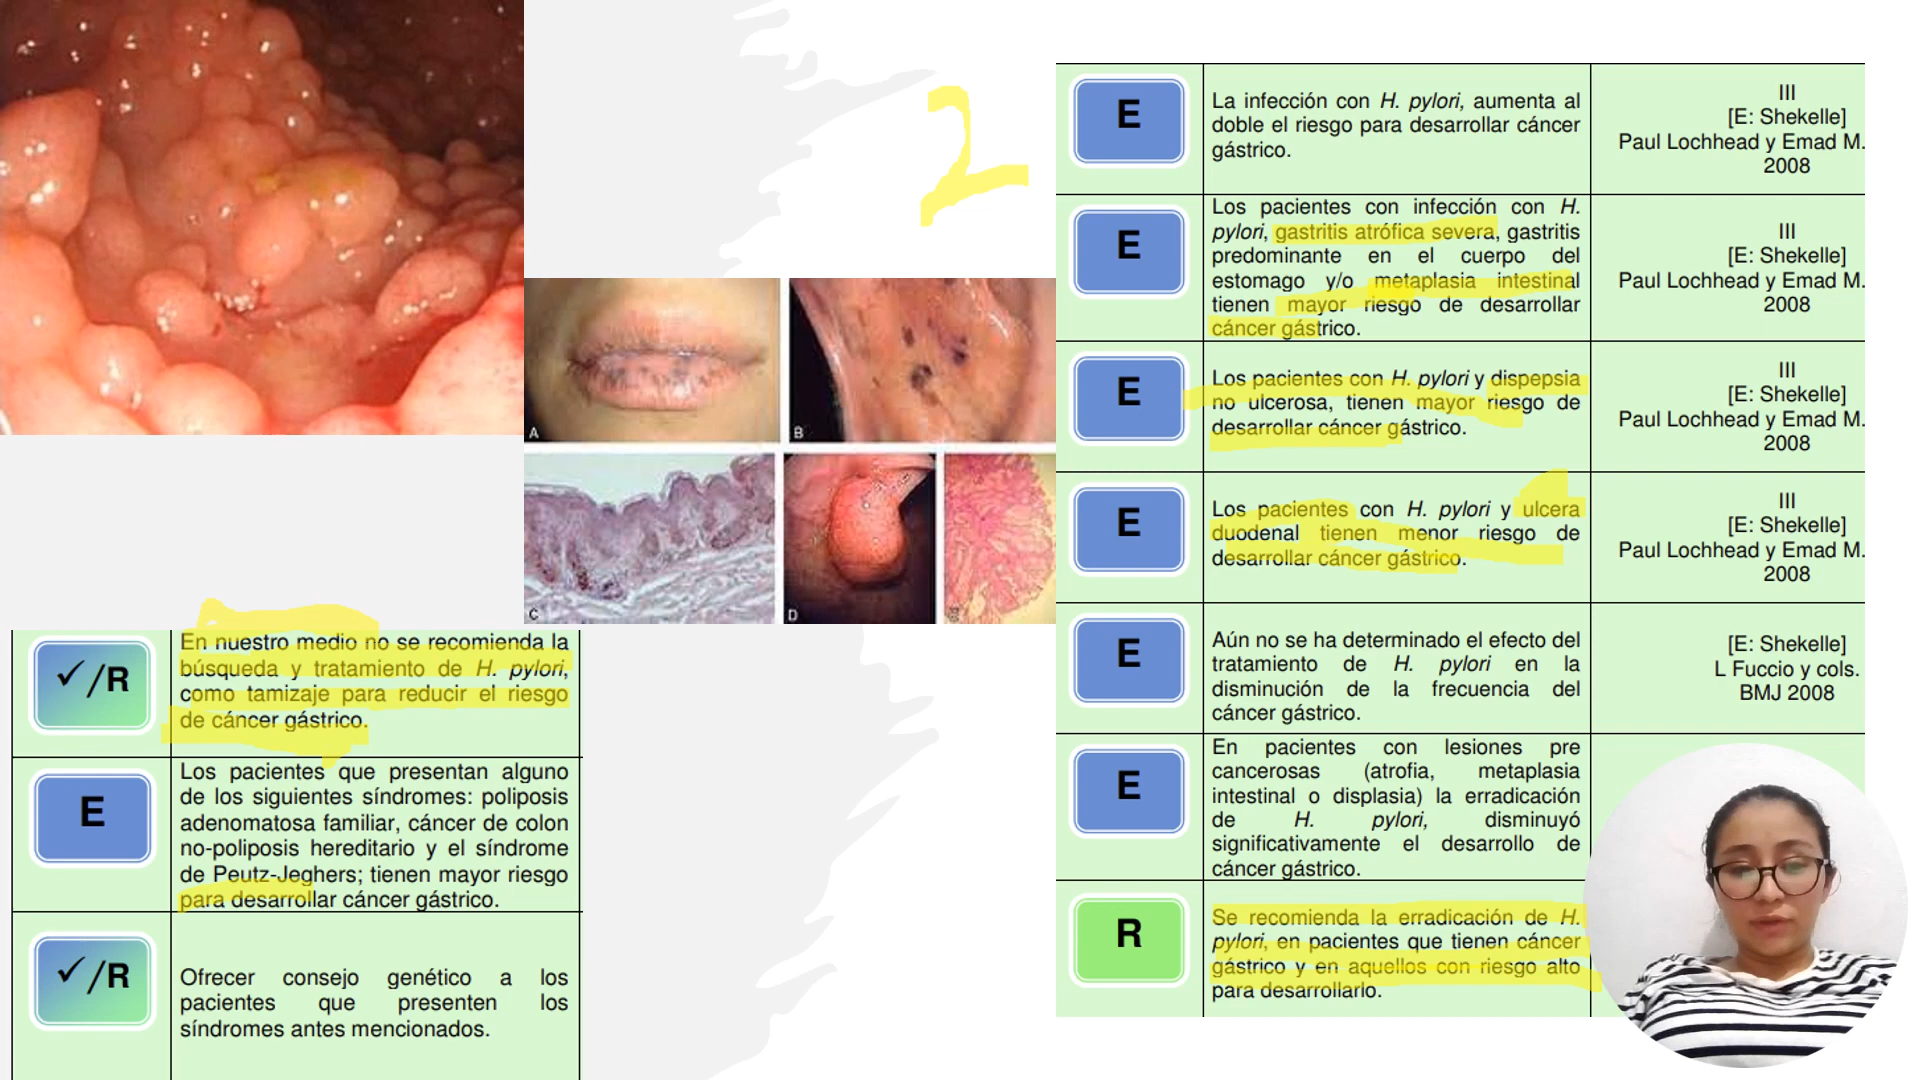 2
A
B
C
D
E
✓/R
En nuestro medio no se recomienda la
búsqueda y tratamiento de H. pylori,
como tamizaje para reducir el riesgo
de cáncer gástrico.
E
Los pacientes que presentan alguno
de los siguientes síndromes: poliposis
adenomatosa familiar, cáncer de colon
no-poliposis hereditario y el síndrome
de Peutz-Jeghers; tienen mayor riesgo
para desarrollar cáncer gástrico.
✓/R
Ofrecer consejo genético a los
pacientes que presenten los
síndromes antes mencionados.
E
La infección con H. pylori, aumenta al
doble el riesgo para desarrollar cáncer
gástrico.
III
[E: Shekelle]
Paul Lochhead y Emad M.
2008
E
Los pacientes con infección con H.
pylori, gastritis atrófica severa, gastritis
predominante en el cuerpo del
estomago y/o metaplasia intestinal
tienen mayor riesgo de desarrollar
cáncer gástrico.
III
[E: Shekelle]
Paul Lochhead y Emad M.
2008
E
Los pacientes con H. pylori y dispepsia
no ulcerosa, tienen mayor riesgo de
desarrollar cáncer gástrico.
III
[E: Shekelle]
Paul Lochhead y Emad M.
2008
E
Los pacientes con H. pylori y ulcera
duodenal tienen menor riesgo de
desarrollar cáncer gástrico.
III
[E: Shekelle]
Paul Lochhead y Emad M.
2008
E
Aún no se ha determinado el efecto del
tratamiento de H. pylori en la
disminución de la frecuencia del
cáncer gástrico.
[E: Shekelle]
L Fuccio y cols.
BMJ 2008
E
En pacientes con lesiones pre
cancerosas (atrofia, metaplasia
intestinal o displasia) la erradicación
de H. pylori, disminuyó
significativamente el desarrollo de
cáncer gástrico.
R
Se recomienda la erradicación de H.
pylori, en pacientes que tienen cáncer
gástrico y en aquellos con riesgo alto
para desarrollarlo.